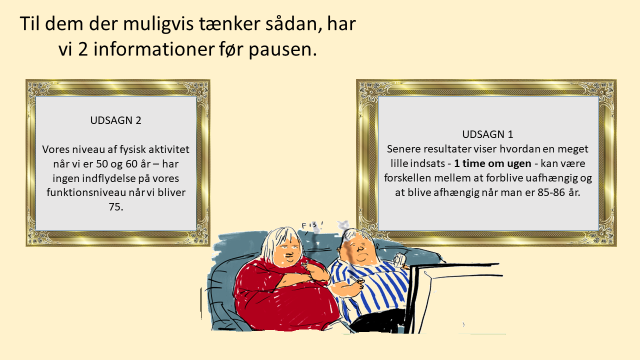 Til dem der muligvis tænker sådan, har
vi 2 informationer før pausen.
UDSAGN 2
Vores niveau af fysisk aktivitet
når vi er 50 og 60 år – har
ingen indflydelse på vores
funktionsniveau når vi bliver
75.
UDSAGN 1
Senere resultater viser hvordan en meget
lille indsats - 1 time om ugen - kan være
forskellen mellem at forblive uafhængig og
at blive afhængig når man er 85-86 år.